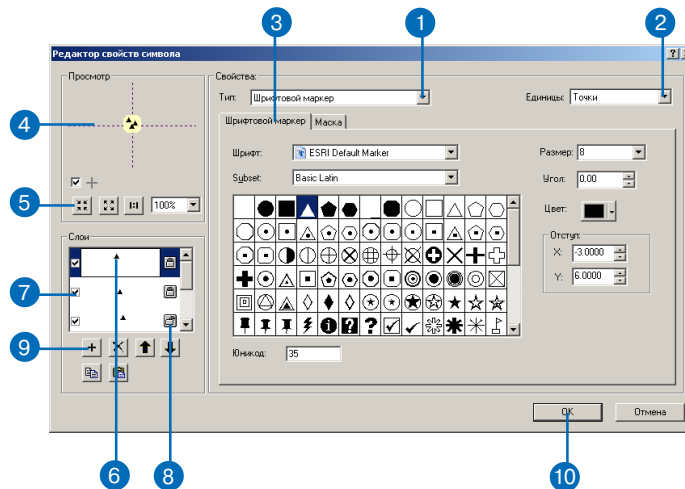 1
2
3
Редактор свойств символа
Просмотр
Свойства:
Тип: Шрифтовой маркер
Единицы: Точки
4
Шрифтовой маркер
Маска
Шрифт: ESRI Default Marker
Размер: 8
Subset: Basic Latin
Угол: 0.00
5
1:1
100%
Цвет:
Слои
Отступ:
X: -3.0000
Y: 6.0000
7
9
Юникод: 35
OK
Отмена
6
8
10